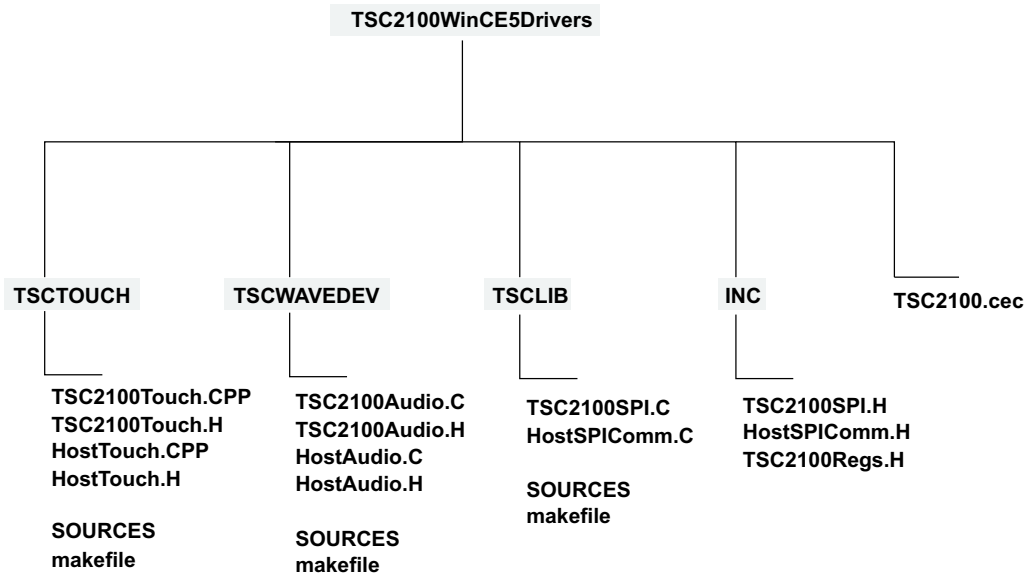 TSC2100WinCE5Drivers
TSCTOUCH
TSCWAVEDEV
TSCLIB
INC
TSC2100.cec
TSC2100Touch.CPP
TSC2100Touch.H
HostTouch.CPP
HostTouch.H
SOURCES
makefile
TSC2100Audio.C
TSC2100Audio.H
HostAudio.C
HostAudio.H
SOURCES
makefile
TSC2100SPI.C
HostSPIComm.C
SOURCES
makefile
TSC2100SPI.H
HostSPIComm.H
TSC2100Regs.H